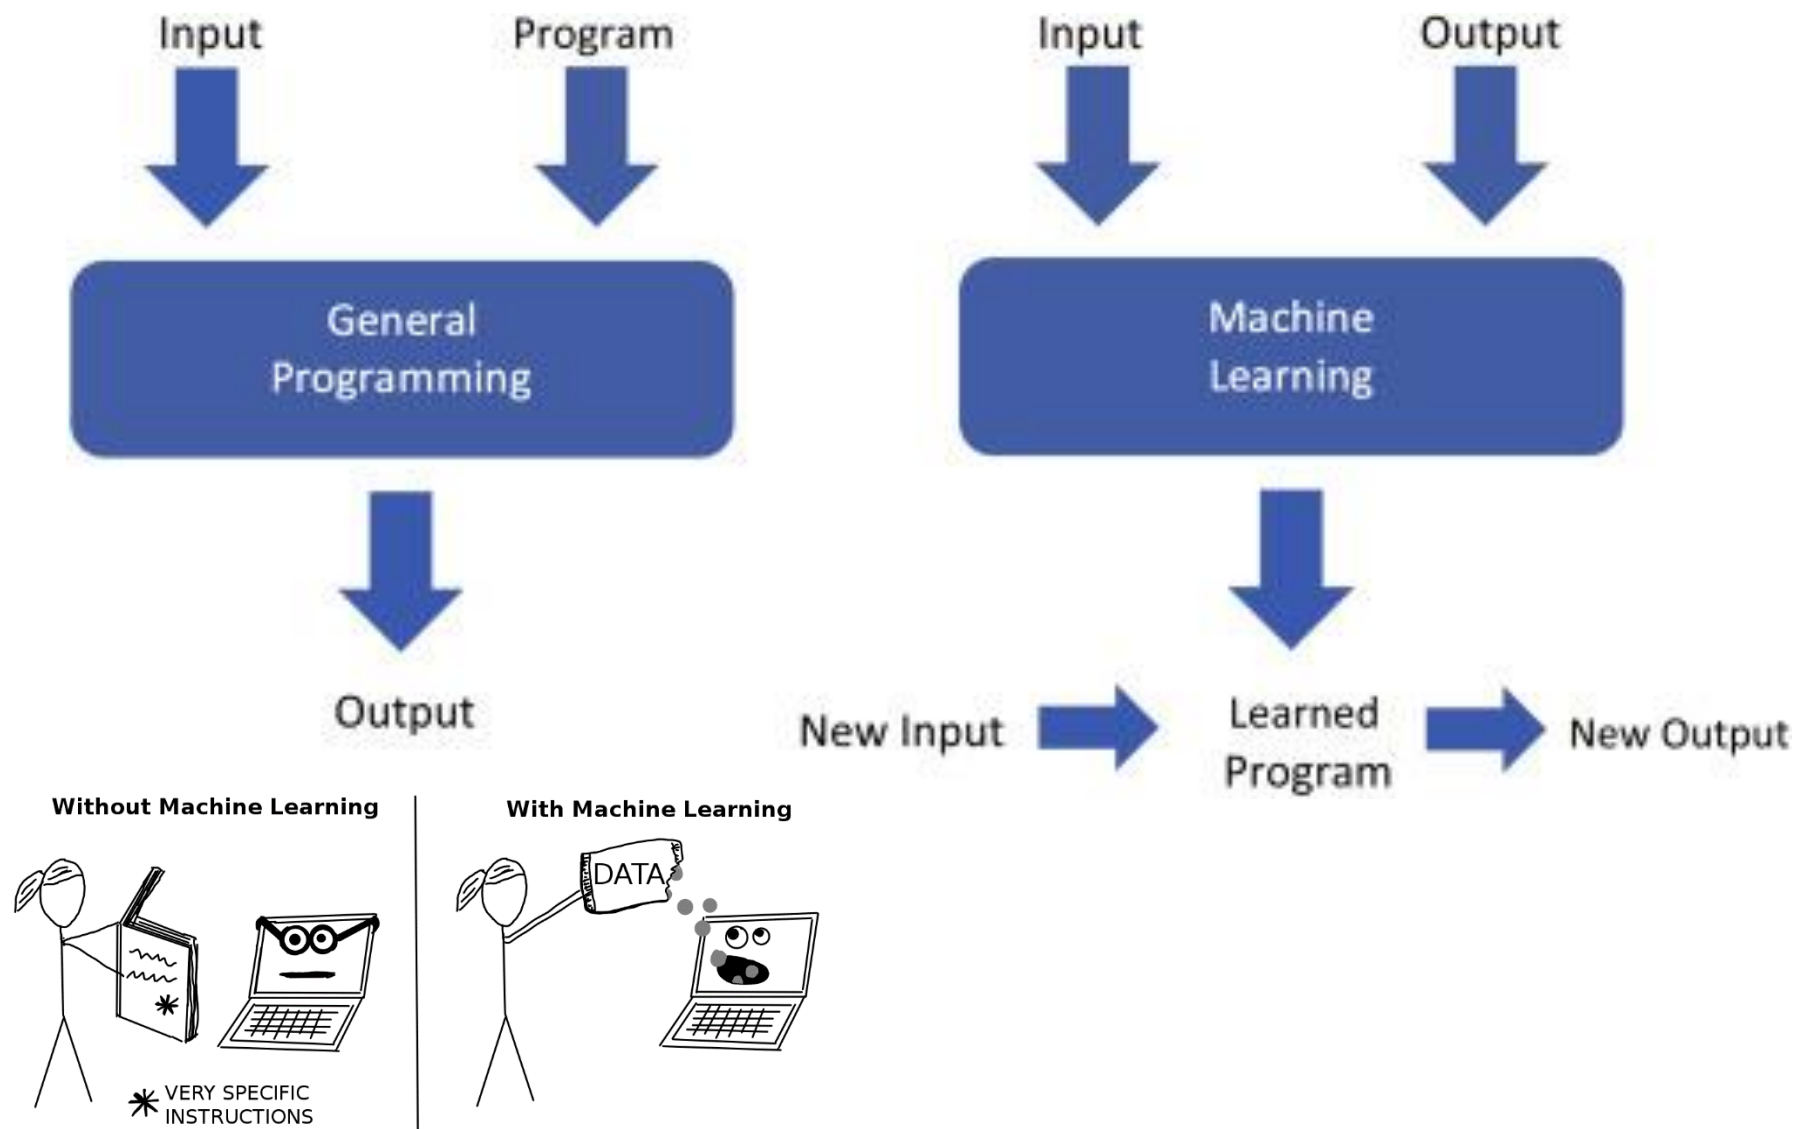 Input
Program
General
Programming
Output
Input
Output
Machine
Learning
New Input
Learned
Program
New Output
Without Machine Learning
VERY SPECIFIC
INSTRUCTIONS
With Machine Learning
DATA